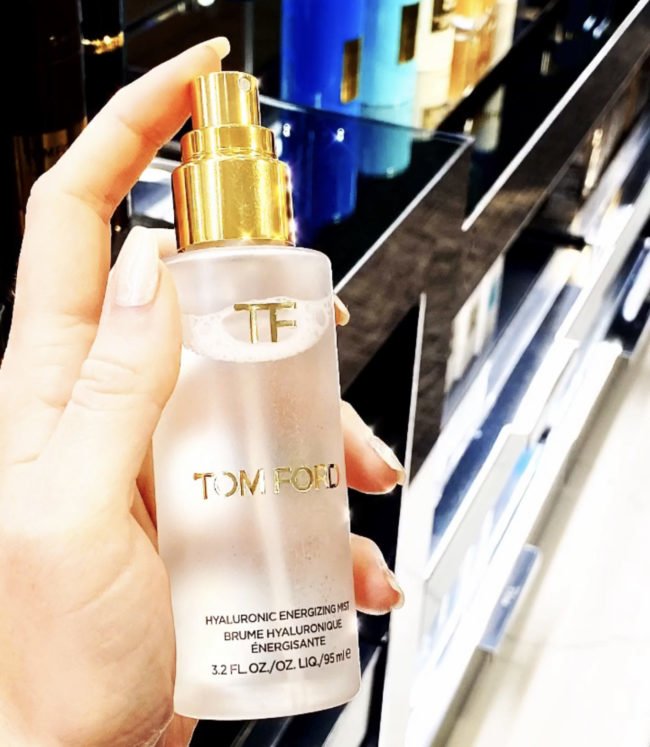 TF
TOM FORD
HYALURONIC ENERGIZING MIST
BRUME HYALURONIQUE
ÉNERGISANTE
3.2 FL.OZ./OZ. LIQ./95 ml ℮